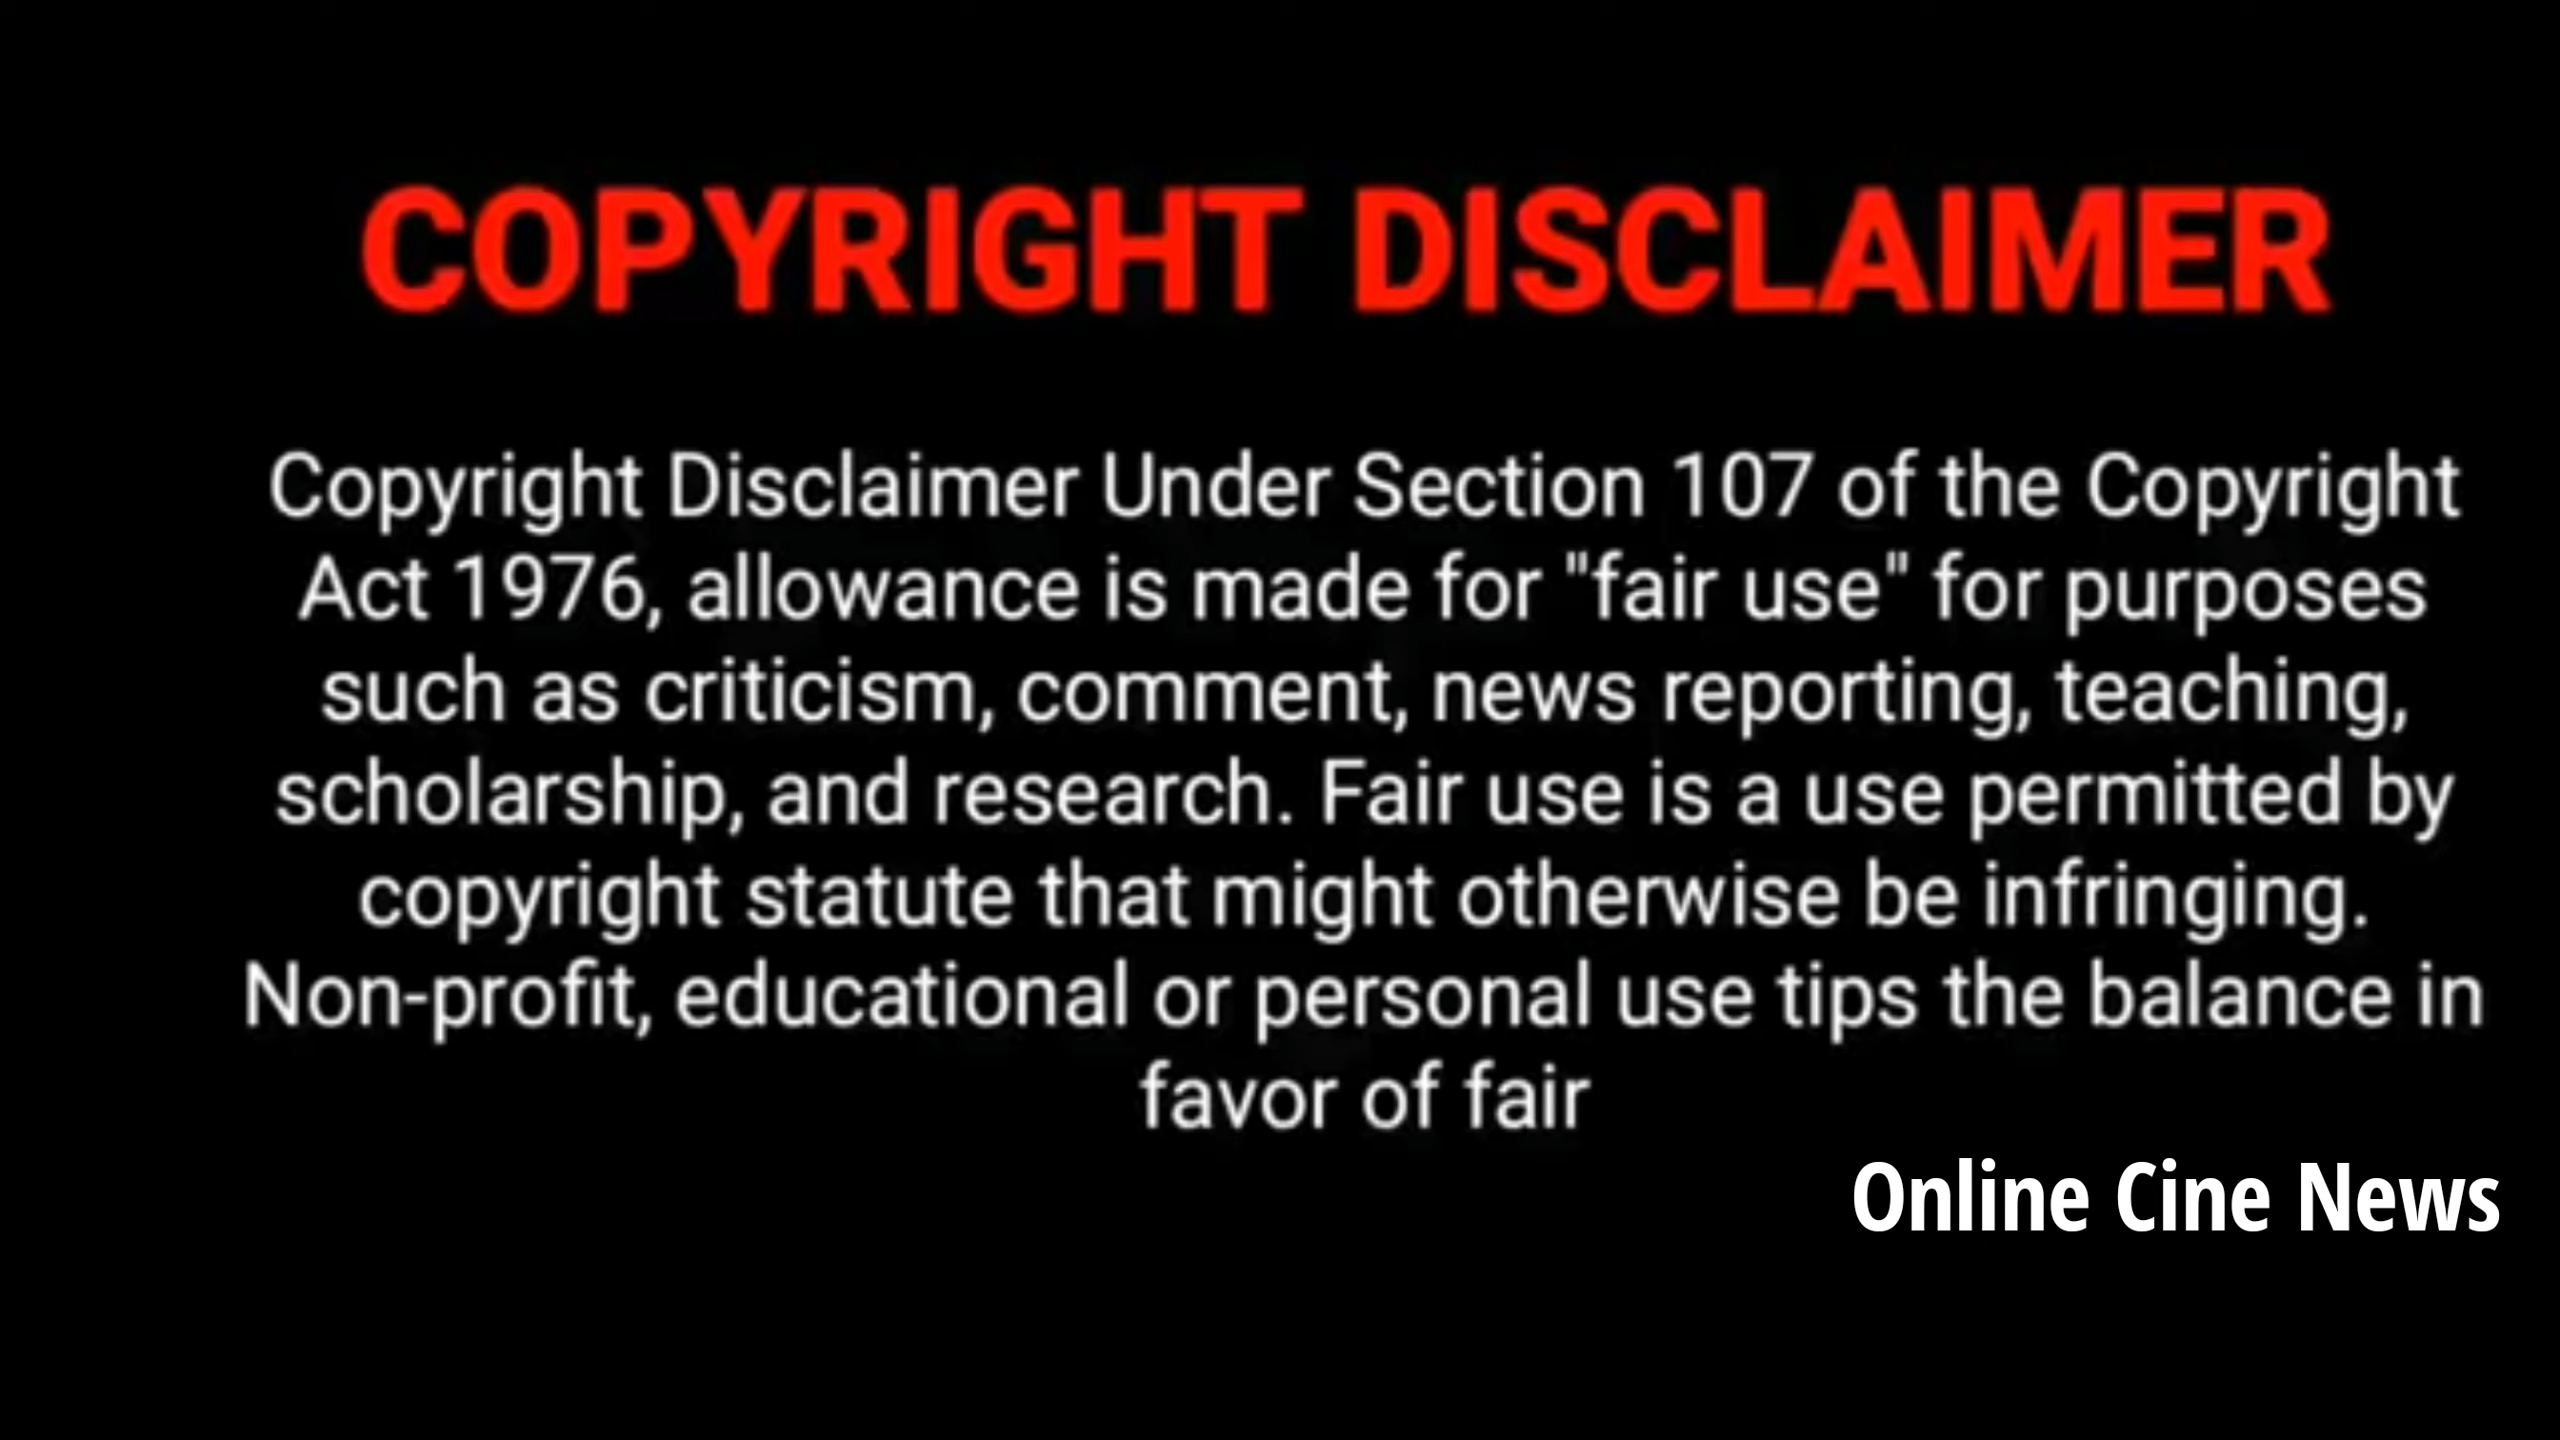 COPYRIGHT DISCLAIMER
Copyright Disclaimer Under Section 107 of the Copyright
Act 1976, allowance is made for "fair use" for purposes
such as criticism, comment, news reporting, teaching,
scholarship, and research. Fair use is a use permitted by
copyright statute that might otherwise be infringing.
Non-profit, educational or personal use tips the balance in
favor of fair
Online Cine News